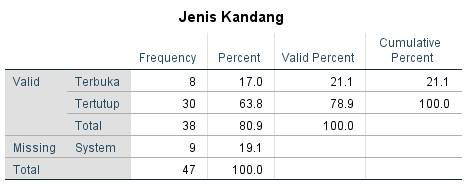 Jenis Kandang
Frequency Percent Valid Percent Cumulative Percent
Valid Terbuka 8 17.0 21.1 21.1
Tertutup 30 63.8 78.9 100.0
Total 38 80.9 100.0
Missing System 9 19.1
Total 47 100.0